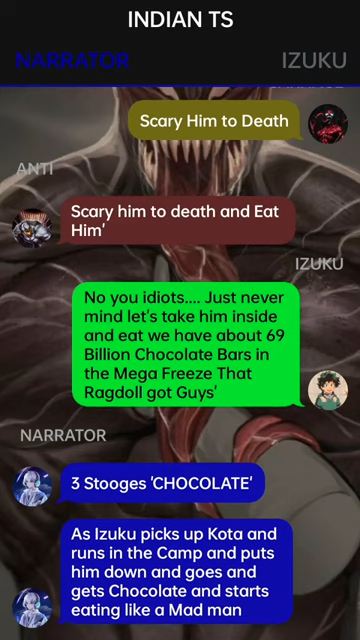 INDIAN TS
NARRATOR
IZUKU
Scary Him to Death
ANTI
Scary him to death and Eat
Him'
IZUKU
No you idiots.... Just never
mind let's take him inside
and eat we have about 69
Billion Chocolate Bars in
the Mega Freeze That
Ragdoll got Guys'
NARRATOR
3 Stooges 'CHOCOLATE'
As Izuku picks up Kota and
runs in the Camp and puts
him down and goes and
gets Chocolate and starts
eating like a Mad man